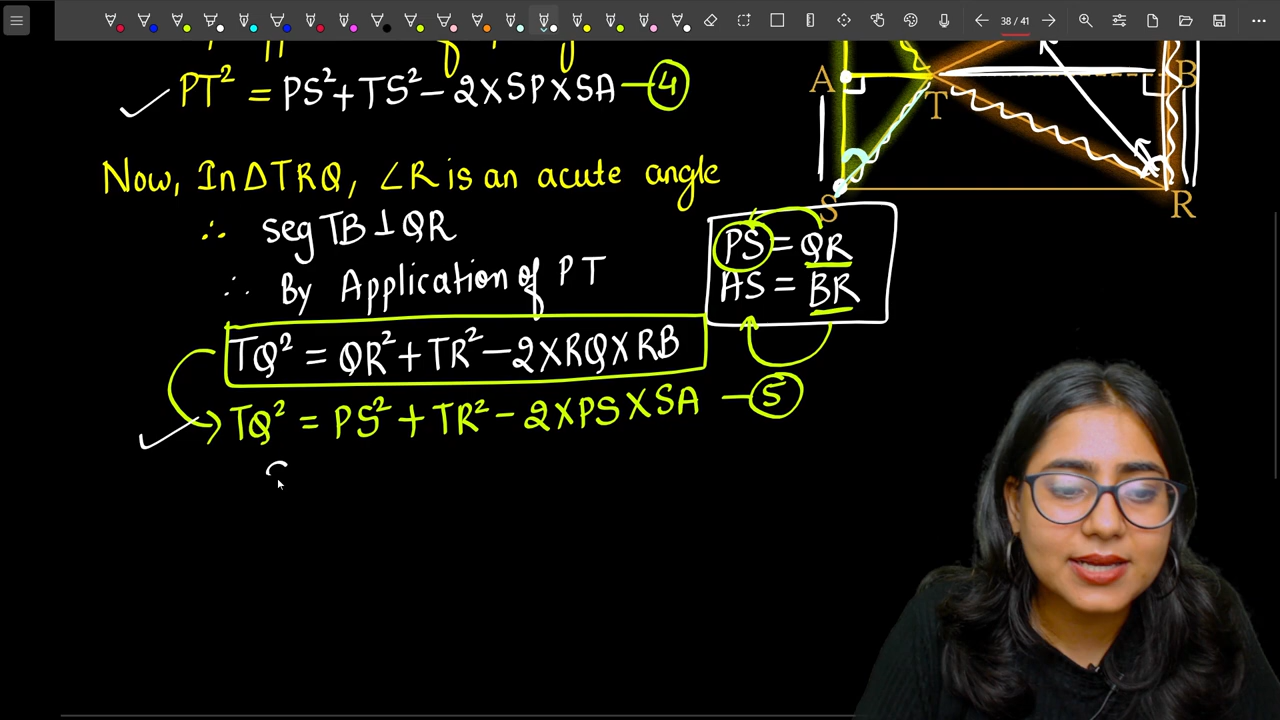 38 / 41
PT² = PS² + TS² - 2 X SP X SA — 4
Now, In Δ TRQ, ∠R is an acute angle
∴ seg TB ⊥ QR
∴ By Application of PT
TQ² = QR² + TR² - 2 X RQ X RB
TQ² = PS² + TR² - 2 X PS X SA — 5
PS = QR
AS = BR
A
T
B
S
R